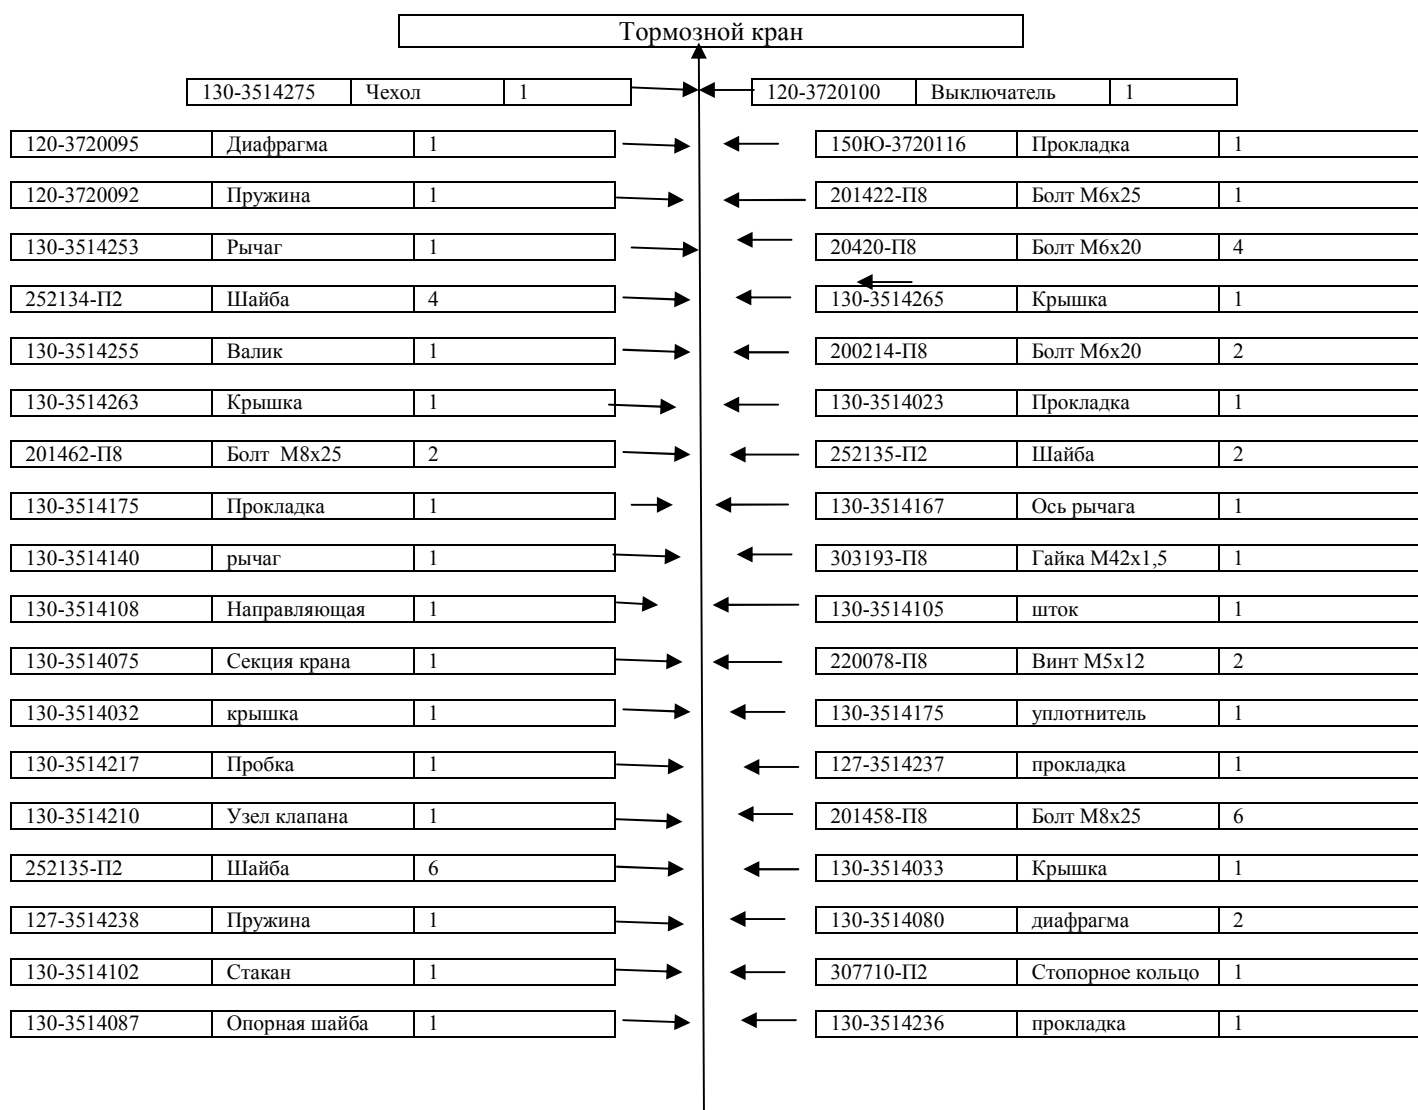 Тормозной кран
130-3514275 Чехол 1 120-3720100 Выключатель 1
120-3720095 Диафрагма 1 150Ю-3720116 Прокладка 1
120-3720092 Пружина 1 201422-П8 Болт М6х25 1
130-3514253 Рычаг 1 20420-П8 Болт М6х20 4
252134-П2 Шайба 4 130-3514265 Крышка 1
130-3514255 Валик 1 200214-П8 Болт М6х20 2
130-3514263 Крышка 1 130-3514023 Прокладка 1
201462-П8 Болт М8х25 2 252135-П2 Шайба 2
130-3514175 Прокладка 1 130-3514167 Ось рычага 1
130-3514140 рычаг 1 303193-П8 Гайка М42х1,5 1
130-3514108 Направляющая 1 130-3514105 шток 1
130-3514075 Секция крана 1 220078-П8 Винт М5х12 2
130-3514032 крышка 1 130-3514175 уплотнитель 1
130-3514217 Пробка 1 127-3514237 прокладка 1
130-3514210 Узел клапана 1 201458-П8 Болт М8х25 6
252135-П2 Шайба 6 130-3514033 Крышка 1
127-3514238 Пружина 1 130-3514080 диафрагма 2
130-3514102 Стакан 1 307710-П2 Стопорное кольцо 1
130-3514087 Опорная шайба 1 130-3514236 прокладка 1